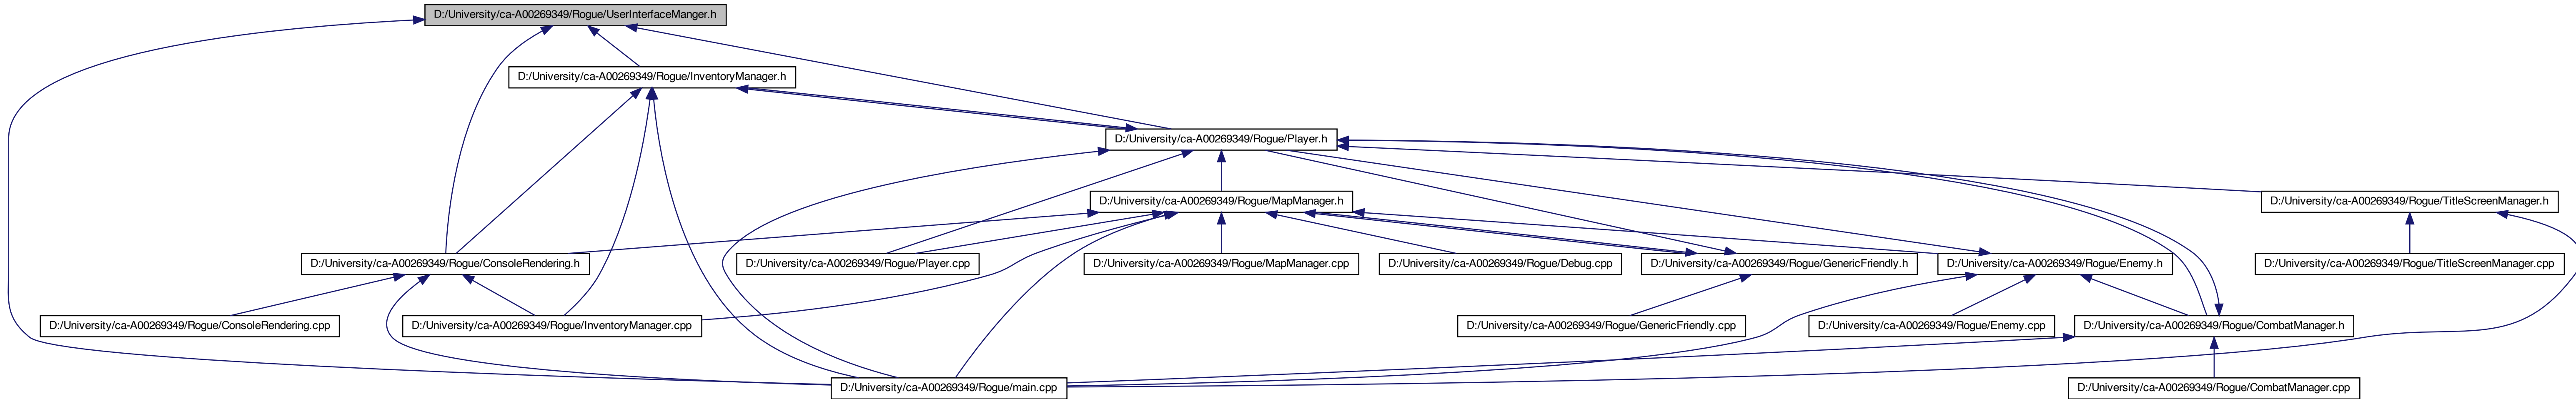 D:/University/ca-A00269349/Rogue/UserInterfaceManger.h
D:/University/ca-A00269349/Rogue/InventoryManager.h
D:/University/ca-A00269349/Rogue/Player.h
D:/University/ca-A00269349/Rogue/MapManager.h
D:/University/ca-A00269349/Rogue/TitleScreenManager.h
D:/University/ca-A00269349/Rogue/ConsoleRendering.h
D:/University/ca-A00269349/Rogue/Player.cpp
D:/University/ca-A00269349/Rogue/MapManager.cpp
D:/University/ca-A00269349/Rogue/Debug.cpp
D:/University/ca-A00269349/Rogue/GenericFriendly.h
D:/University/ca-A00269349/Rogue/Enemy.h
D:/University/ca-A00269349/Rogue/TitleScreenManager.cpp
D:/University/ca-A00269349/Rogue/ConsoleRendering.cpp
D:/University/ca-A00269349/Rogue/InventoryManager.cpp
D:/University/ca-A00269349/Rogue/GenericFriendly.cpp
D:/University/ca-A00269349/Rogue/Enemy.cpp
D:/University/ca-A00269349/Rogue/CombatManager.h
D:/University/ca-A00269349/Rogue/main.cpp
D:/University/ca-A00269349/Rogue/CombatManager.cpp